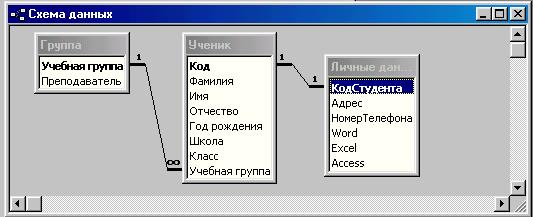 Схема данных
Группа
Учебная группа
Преподаватель
1
∞
Ученик
Код
Фамилия
Имя
Отчество
Год рождения
Школа
Класс
Учебная группа
1
1
Личные дан...
КодСтудента
Адрес
НомерТелефона
Word
Excel
Access